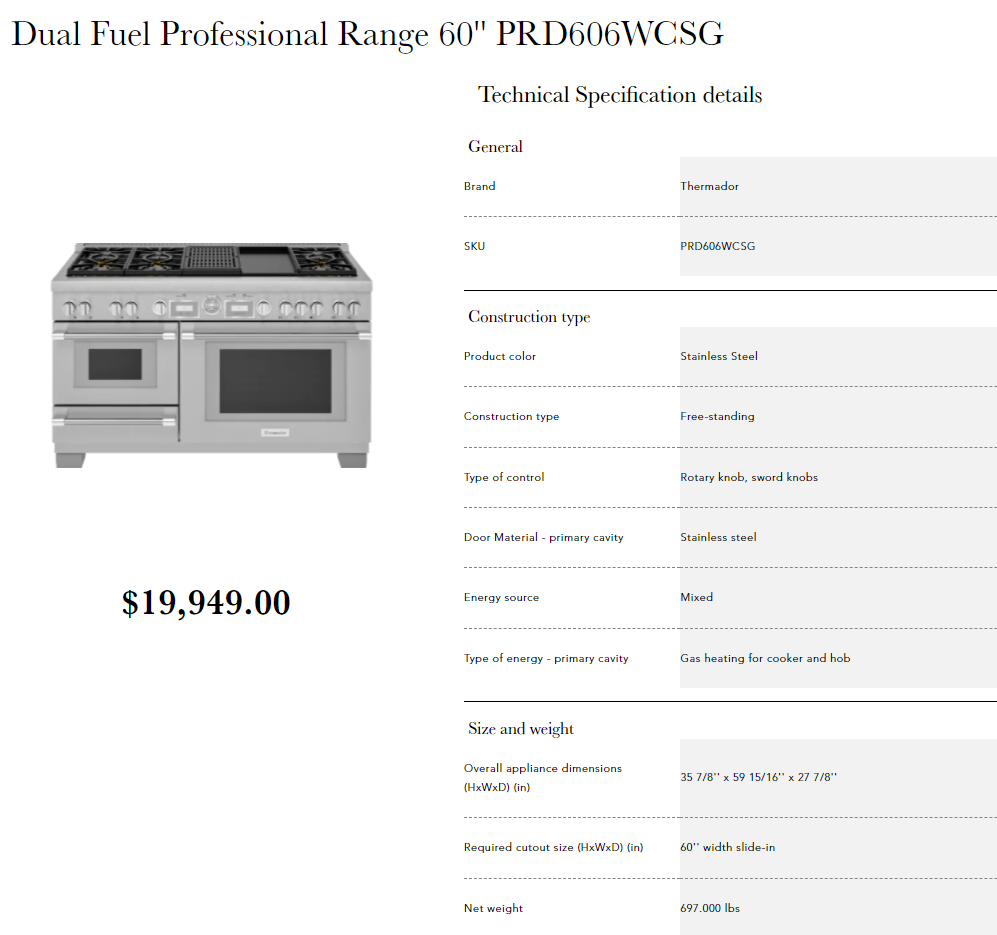 Dual Fuel Professional Range 60" PRD606WCSG
Technical Specification details
General
Brand Thermador
SKU PRD606WCSG
Construction type
Product color Stainless Steel
Construction type Free-standing
Type of control Rotary knob, sword knobs
Door Material - primary cavity Stainless steel
Energy source Mixed
Type of energy - primary cavity Gas heating for cooker and hob
$19,949.00
Size and weight
Overall appliance dimensions
(HxWxD) (in) 35 7/8'' x 59 15/16'' x 27 7/8''
Required cutout size (HxWxD) (in) 60'' width slide-in
Net weight 697.000 lbs